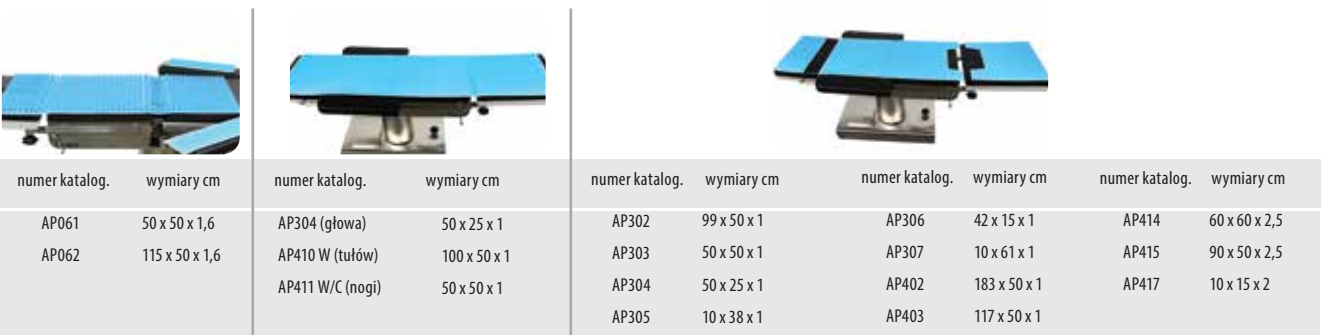 numer katalog. wymiary cm
AP061 50 x 50 x 1,6
AP062 115 x 50 x 1,6
numer katalog. wymiary cm
AP304 (głowa) 50 x 25 x 1
AP410 W (tułów) 100 x 50 x 1
AP411 W/C (nogi) 50 x 50 x 1
numer katalog. wymiary cm
AP302 99 x 50 x 1
AP303 50 x 50 x 1
AP304 50 x 25 x 1
AP305 10 x 38 x 1
numer katalog. wymiary cm
AP306 42 x 15 x 1
AP307 10 x 61 x 1
AP402 183 x 50 x 1
AP403 117 x 50 x 1
numer katalog. wymiary cm
AP414 60 x 60 x 2,5
AP415 90 x 50 x 2,5
AP417 10 x 15 x 2